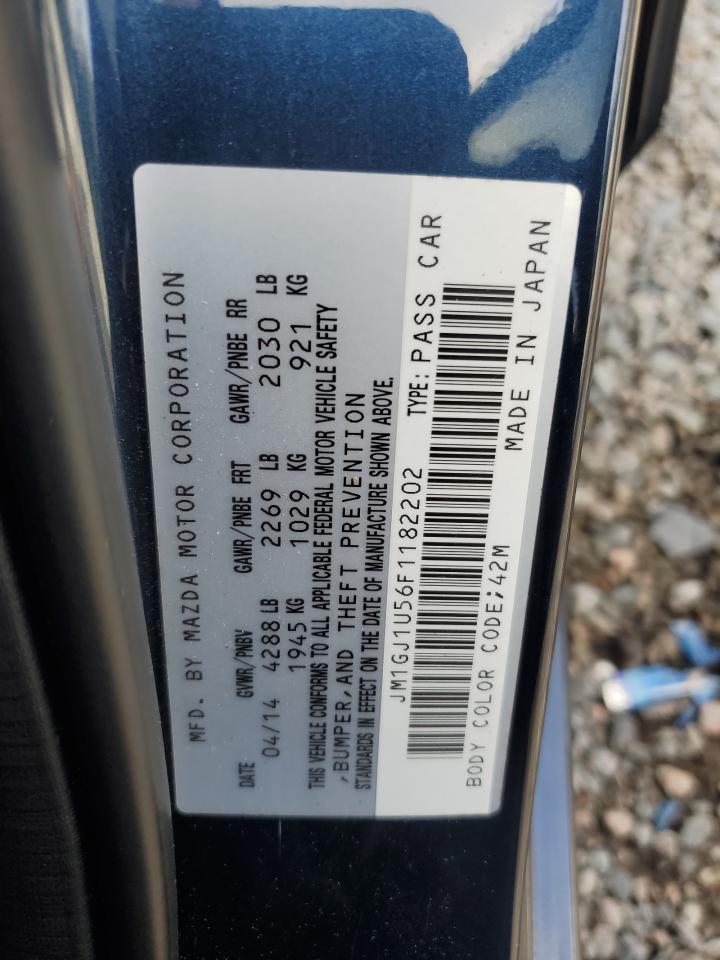 MFD. BY MAZDA MOTOR CORPORATION
DATE GVWR/PNBV GAWR/PNBE FRT GAWR/PNBE RR
04/14 4288 LB 2269 LB 2030 LB
1945 KG 1029 KG 921 KG
THIS VEHICLE CONFORMS TO ALL APPLICABLE FEDERAL MOTOR VEHICLE SAFETY
,BUMPER,AND THEFT PREVENTION
STANDARDS IN EFFECT ON THE DATE OF MANUFACTURE SHOWN ABOVE.
JM1GJ1U56F1182202 TYPE: PASS CAR
BODY COLOR CODE;42M MADE IN JAPAN